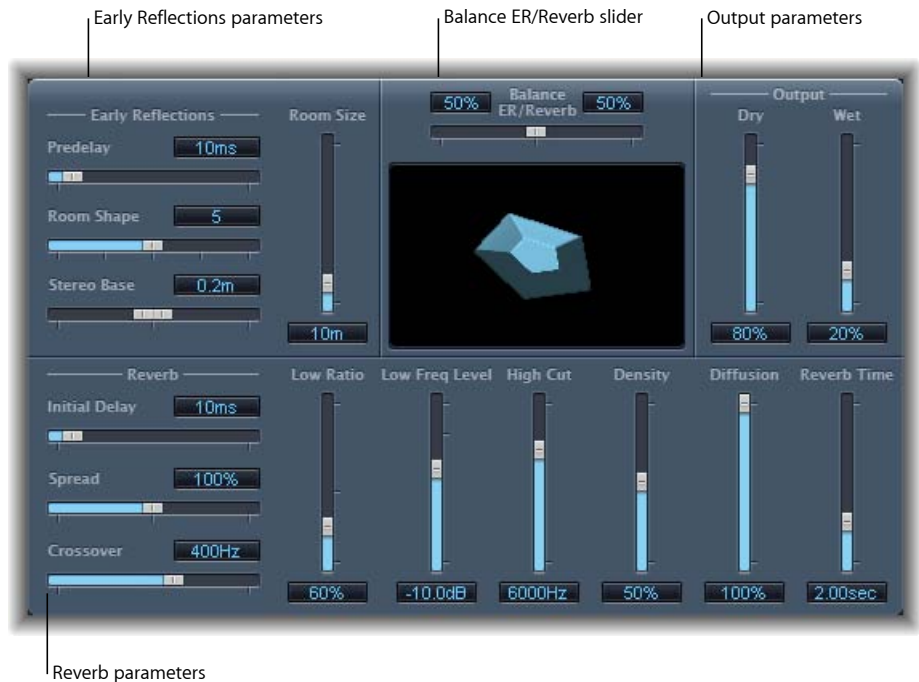 Early Reflections parameters
Balance ER/Reverb slider
Output parameters
Early Reflections
Predelay 10ms
Room Shape 5
Stereo Base 0.2m
Room Size
10m
50% Balance ER/Reverb 50%
Output
Dry Wet
80% 20%
Reverb
Initial Delay 10ms
Spread 100%
Crossover 400Hz
Low Ratio Low Freq Level High Cut Density Diffusion Reverb Time
60% -10.0dB 6000Hz 50% 100% 2.00sec
Reverb parameters